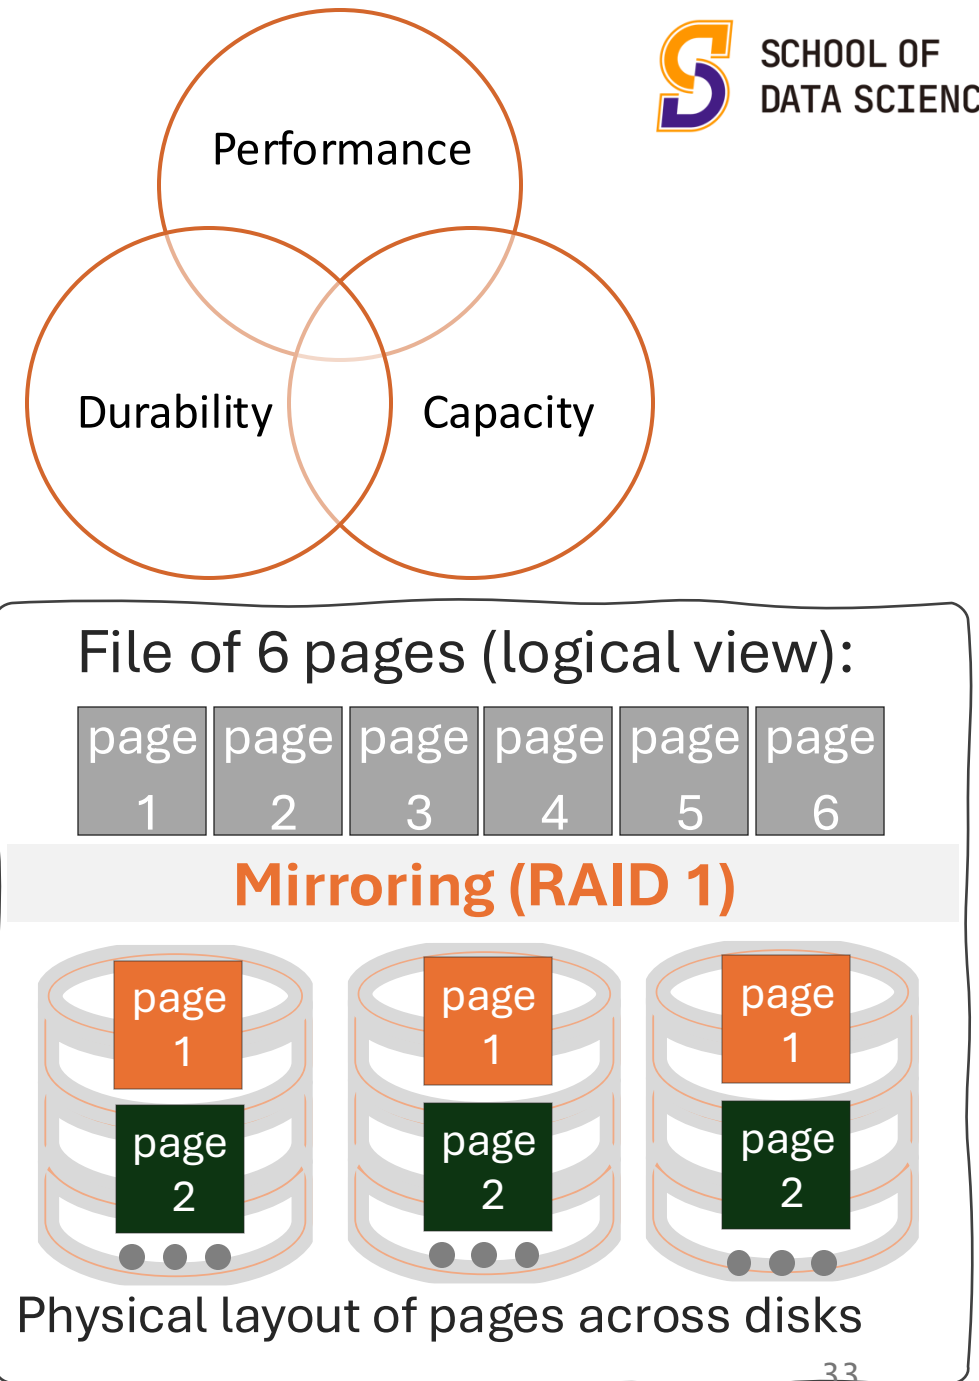 SCHOOL OF
DATA SCIENC
Performance
Durability
Capacity
File of 6 pages (logical view):
page 1
page 2
page 3
page 4
page 5
page 6
Mirroring (RAID 1)
page 1
page 1
page 1
page 2
page 2
page 2
Physical layout of pages across disks
33